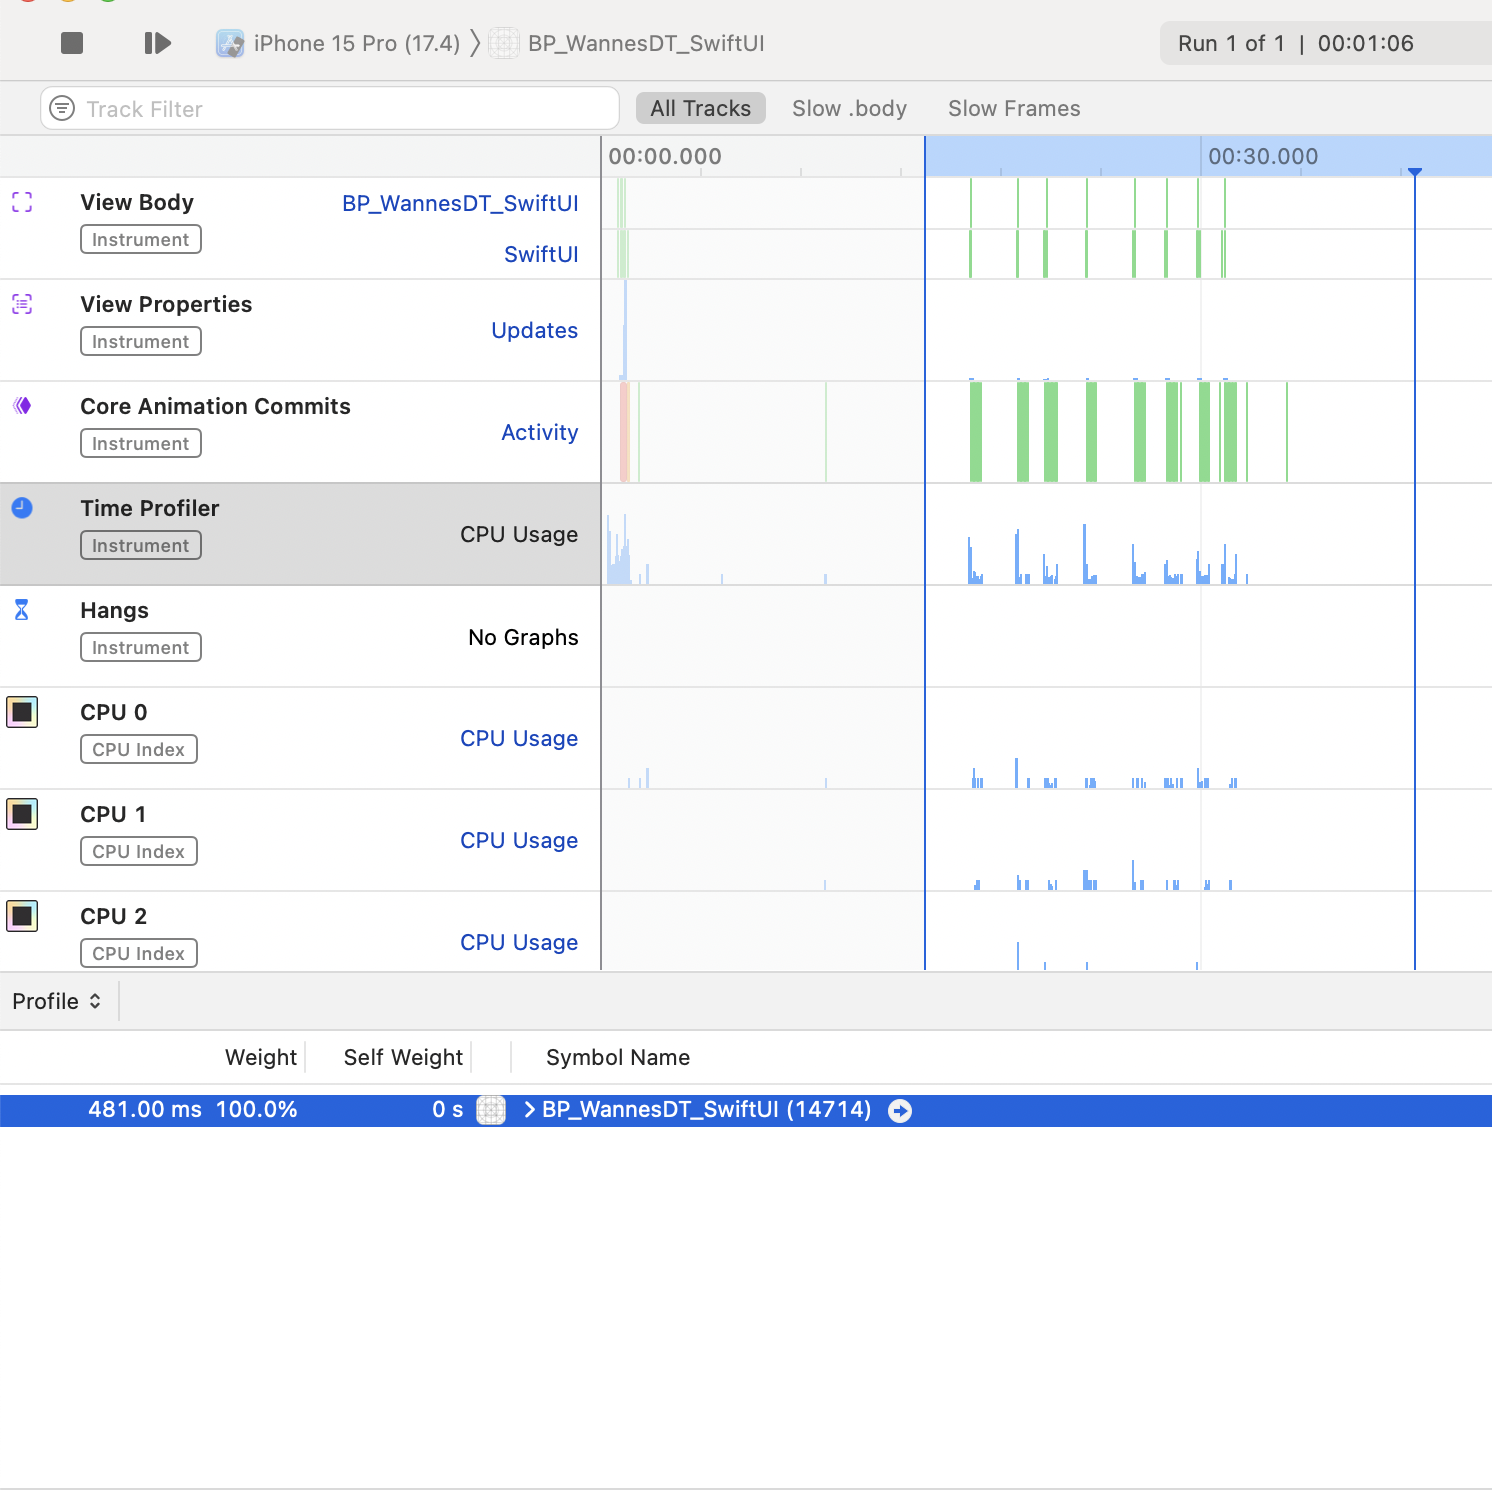 iPhone 15 Pro (17.4) 〉 BP_WannesDT_SwiftUI
Run 1 of 1 | 00:01:06
Track Filter
All Tracks
Slow .body
Slow Frames
00:00.000
00:30.000
View Body
BP_WannesDT_SwiftUI
Instrument
SwiftUI
View Properties
Instrument
Updates
Core Animation Commits
Instrument
Activity
Time Profiler
Instrument
CPU Usage
Hangs
Instrument
No Graphs
CPU 0
CPU Index
CPU Usage
CPU 1
CPU Index
CPU Usage
CPU 2
CPU Index
CPU Usage
Profile
Weight Self Weight Symbol Name
481.00 ms 100.0% 0 s BP_WannesDT_SwiftUI (14714)